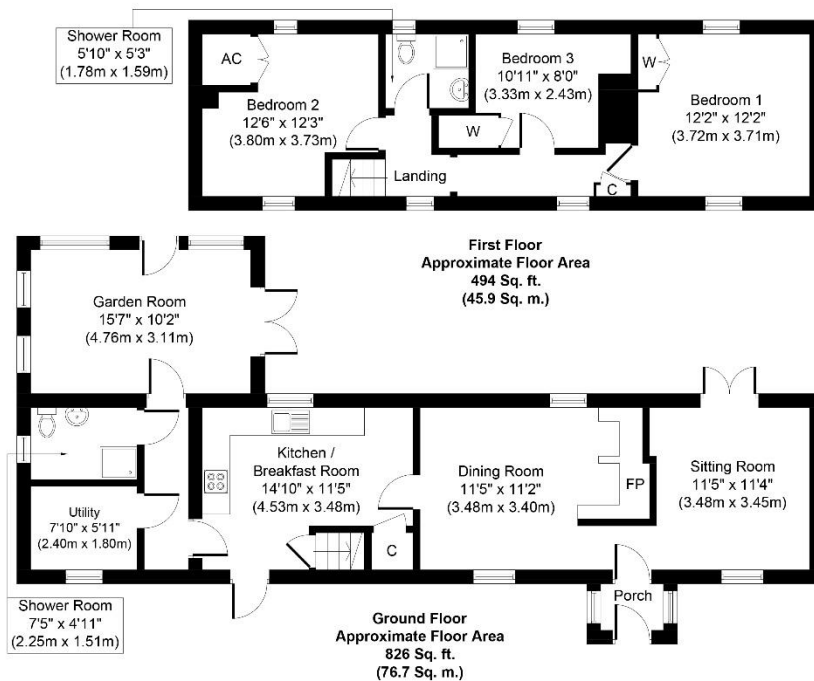 Shower Room
5'10" x 5'3"
(1.78m x 1.59m)
AC
Bedroom 2
12'6" x 12'3"
(3.80m x 3.73m)
Bedroom 3
10'11" x 8'0"
(3.33m x 2.43m)
W
W
Bedroom 1
12'2" x 12'2"
(3.72m x 3.71m)
Landing
C
First Floor
Approximate Floor Area
494 Sq. ft.
(45.9 Sq. m.)
Garden Room
15'7" x 10'2"
(4.76m x 3.11m)
Kitchen /
Breakfast Room
14'10" x 11'5"
(4.53m x 3.48m)
Dining Room
11'5" x 11'2"
(3.48m x 3.40m)
FP
Sitting Room
11'5" x 11'4"
(3.48m x 3.45m)
Utility
7'10" x 5'11"
(2.40m x 1.80m)
C
Porch
Shower Room
7'5" x 4'11"
(2.25m x 1.51m)
Ground Floor
Approximate Floor Area
826 Sq. ft.
(76.7 Sq. m.)